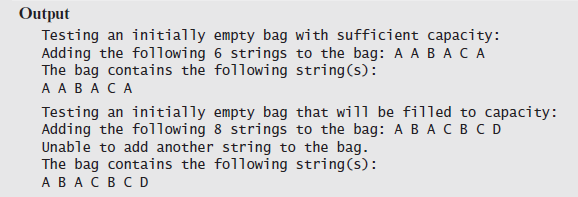 Output
Testing an initially empty bag with sufficient capacity:
Adding the following 6 strings to the bag: A A B A C A
The bag contains the following string(s):
A A B A C A
Testing an initially empty bag that will be filled to capacity:
Adding the following 8 strings to the bag: A B A C B C D
Unable to add another string to the bag.
The bag contains the following string(s):
A B A C B C D